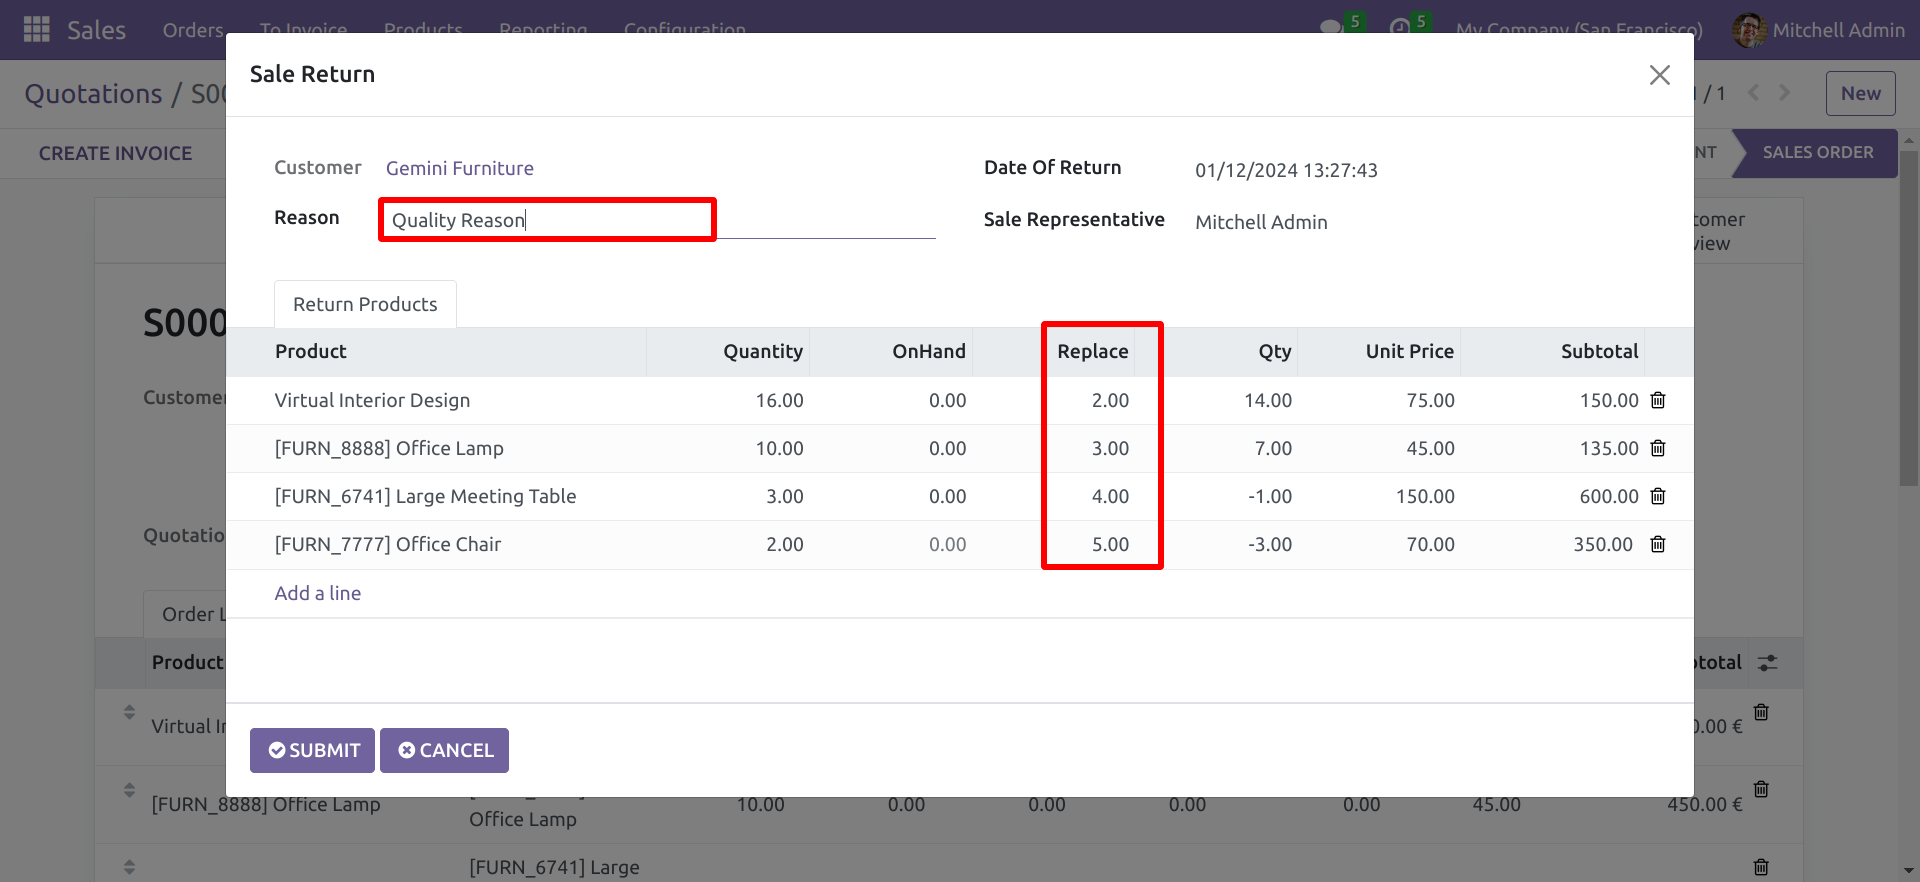 Sales Orders To Invoice Products Reporting Configuration 5 5 My Company (San Francisco) Mitchell Admin
Sale Return
Quotations / S00 / 1 New
CREATE INVOICE NT SALES ORDER
Customer Gemini Furniture Date Of Return 01/12/2024 13:27:43
Reason Quality Reason Sale Representative Mitchell Admin
Return Products
S000
Product Quantity OnHand Replace Qty Unit Price Subtotal
Virtual Interior Design 16.00 0.00 2.00 14.00 75.00 150.00
[FURN_8888] Office Lamp 10.00 0.00 3.00 7.00 45.00 135.00
[FURN_6741] Large Meeting Table 3.00 0.00 4.00 -1.00 150.00 600.00
[FURN_7777] Office Chair 2.00 0.00 5.00 -3.00 70.00 350.00
Add a line
Custome
Quotatio
Order L
Product
SUBMIT CANCEL
Virtual I 0.00 €
[FURN_8888] Office Lamp 10.00 0.00 0.00 0.00 0.00 45.00 450.00 €
Office Lamp
[FURN_6741] Large